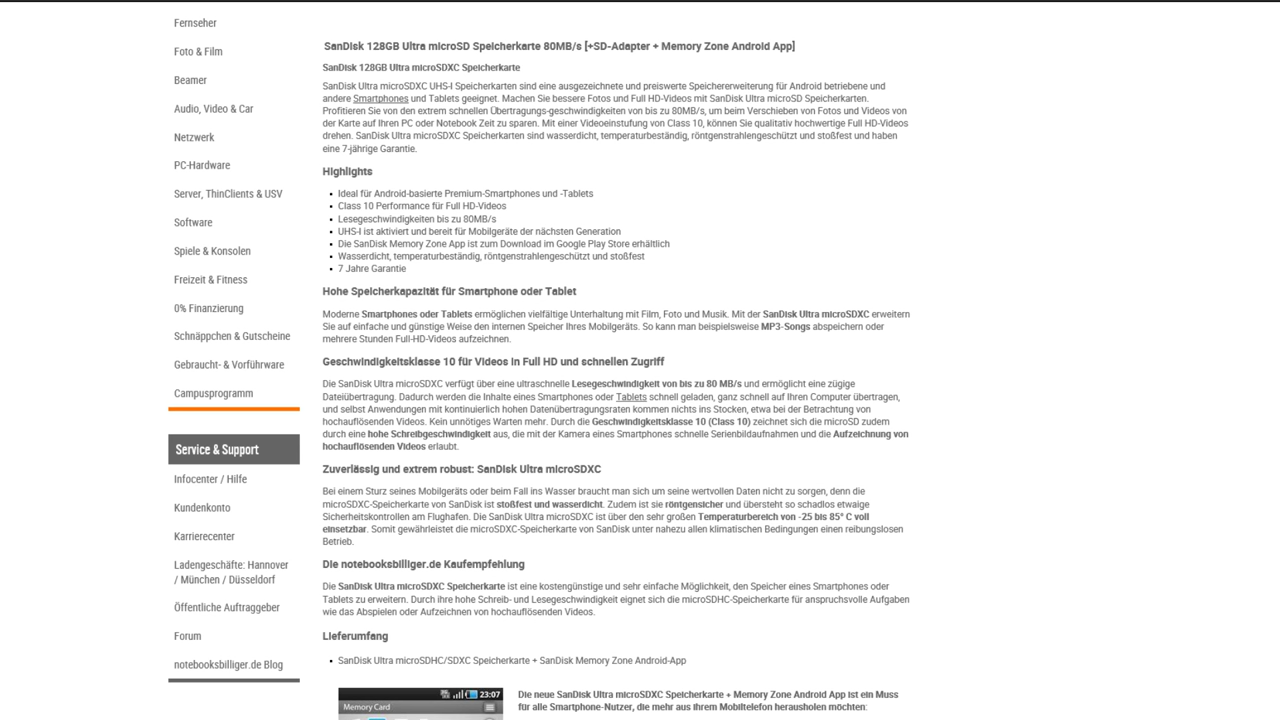 Fernseher
Foto & Film
Beamer
Audio, Video & Car
Netzwerk
PC-Hardware
Server, ThinClients & USV
Software
Spiele & Konsolen
Freizeit & Fitness
0% Finanzierung
Schnäppchen & Gutscheine
Gebraucht- & Vorführware
Campusprogramm
Service & Support
Infocenter / Hilfe
Kundenkonto
Karrierecenter
Ladengeschäfte: Hannover
/ München / Düsseldorf
Öffentliche Auftraggeber
Forum
notebooksbilliger.de Blog
SanDisk 128GB Ultra microSD Speicherkarte 80MB/s [+SD-Adapter + Memory Zone Android App]
SanDisk 128GB Ultra microSDXC Speicherkarte
SanDisk Ultra microSDXC UHS-I Speicherkarten sind eine ausgezeichnete und preiswerte Speichererweiterung für Android betriebene und
andere Smartphones und Tablets geeignet. Machen Sie bessere Fotos und Full HD-Videos mit SanDisk Ultra microSD Speicherkarten.
Profitieren Sie von den extrem schnellen Übertragungs-geschwindigkeiten von bis zu 80MB/s, um beim Verschieben von Fotos und Videos von
der Karte auf Ihren PC oder Notebook Zeit zu sparen. Mit einer Videoeinstufung von Class 10, können Sie qualitativ hochwertige Full HD-Videos
drehen. SanDisk Ultra microSDXC Speicherkarten sind wasserdicht, temperaturbeständig, röntgenstrahlengeschützt und stoßfest und haben
eine 7-jährige Garantie.
Highlights
Ideal für Android-basierte Premium-Smartphones und -Tablets
Class 10 Performance für Full HD-Videos
Lesegeschwindigkeiten bis zu 80MB/s
UHS-I ist aktiviert und bereit für Mobilgeräte der nächsten Generation
Die SanDisk Memory Zone App ist zum Download im Google Play Store erhältlich
Wasserdicht, temperaturbeständig, röntgenstrahlengeschützt und stoßfest
7 Jahre Garantie
Hohe Speicherkapazität für Smartphone oder Tablet
Moderne Smartphones oder Tablets ermöglichen vielfältige Unterhaltung mit Film, Foto und Musik. Mit der SanDisk Ultra microSDXC erweitern
Sie auf einfache und günstige Weise den internen Speicher Ihres Mobilgeräts. So kann man beispielsweise MP3-Songs abspeichern oder
mehrere Stunden Full-HD-Videos aufzeichnen.
Geschwindigkeitsklasse 10 für Videos in Full HD und schnellen Zugriff
Die SanDisk Ultra microSDXC verfügt über eine ultraschnelle Lesegeschwindigkeit von bis zu 80 MB/s und ermöglicht eine zügige
Dateiübertragung. Dadurch werden die Inhalte eines Smartphones oder Tablets schnell geladen, ganz schnell auf Ihren Computer übertragen,
und selbst Anwendungen mit kontinuierlich hohen Datenübertragungsraten kommen nichts ins Stocken, etwa bei der Betrachtung von
hochauflösenden Videos. Kein unnötiges Warten mehr. Durch die Geschwindigkeitsklasse 10 (Class 10) zeichnet sich die microSD zudem
durch eine hohe Schreibgeschwindigkeit aus, die mit der Kamera eines Smartphones schnelle Serienbildaufnahmen und die Aufzeichnung von
hochauflösenden Videos erlaubt.
Zuverlässig und extrem robust: SanDisk Ultra microSDXC
Bei einem Sturz seines Mobilgeräts oder beim Fall ins Wasser braucht man sich um seine wertvollen Daten nicht zu sorgen, denn die
microSDXC-Speicherkarte von SanDisk ist stoßfest und wasserdicht. Zudem ist sie röntgensicher und übersteht so schadlos etwaige
Sicherheitskontrollen am Flughafen. Die SanDisk Ultra microSDXC ist über den sehr großen Temperaturbereich von -25 bis 85° C voll
einsetzbar. Somit gewährleistet die microSDXC-Speicherkarte von SanDisk unter nahezu allen klimatischen Bedingungen einen reibungslosen
Betrieb.
Die notebooksbilliger.de Kaufempfehlung
Die SanDisk Ultra microSDXC Speicherkarte ist eine kostengünstige und sehr einfache Möglichkeit, den Speicher eines Smartphones oder
Tablets zu erweitern. Durch ihre hohe Schreib- und Lesegeschwindigkeit eignet sich die microSDHC-Speicherkarte für anspruchsvolle Aufgaben
wie das Abspielen oder Aufzeichnen von hochauflösenden Videos.
Lieferumfang
SanDisk Ultra microSDHC/SDXC Speicherkarte + SanDisk Memory Zone Android-App
23:07
Memory Card
Die neue SanDisk Ultra microSDXC Speicherkarte + Memory Zone Android App ist ein Muss
für alle Smartphone-Nutzer, die mehr aus ihrem Mobiltelefon herausholen möchten: